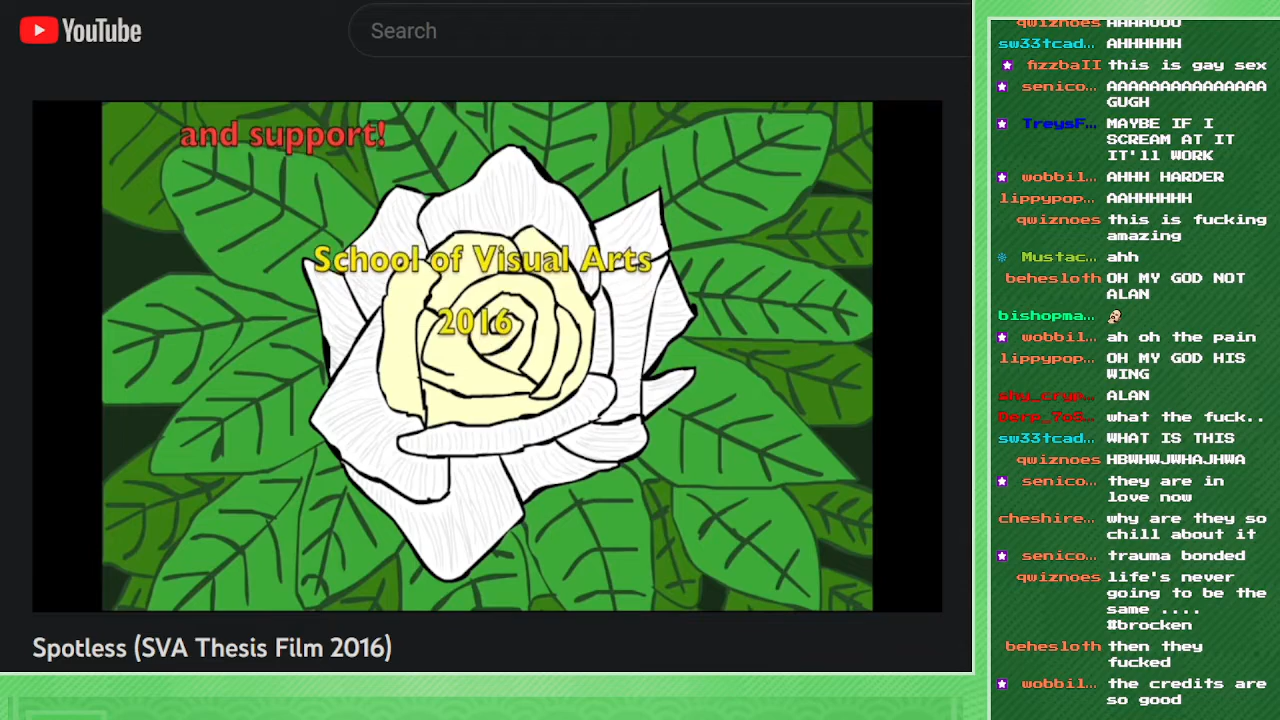 YouTube
Search
and support!
School of Visual Arts
2016
Spotless (SVA Thesis Film 2016)
qwiznoes AAAAUUU
sw33tcad... AHHHHHH
fizzbaII this is gay sex
senico... AAAAAAAAAAAAAAA
GUGH
TreysF... MAYBE IF I
SCREAM AT IT
IT'll WORK
wobbil... AHHH HARDER
lippypop... AAHHHHHH
qwiznoes this is fucking
amazing
Mustac... ahh
behesloth OH MY GOD NOT
ALAN
bishopma...
wobbil... ah oh the pain
lippypop... OH MY GOD HIS
WING
shy_cryp... ALAN
Derp_7o5... what the fuck..
sw33tcad... WHAT IS THIS
qwiznoes HBWHWJWHAJHWA
senico... they are in
love now
cheshire... why are they so
chill about it
senico... trauma bonded
qwiznoes life's never
going to be the
same ....
#brocken
behesloth then they
fucked
wobbil... the credits are
so good